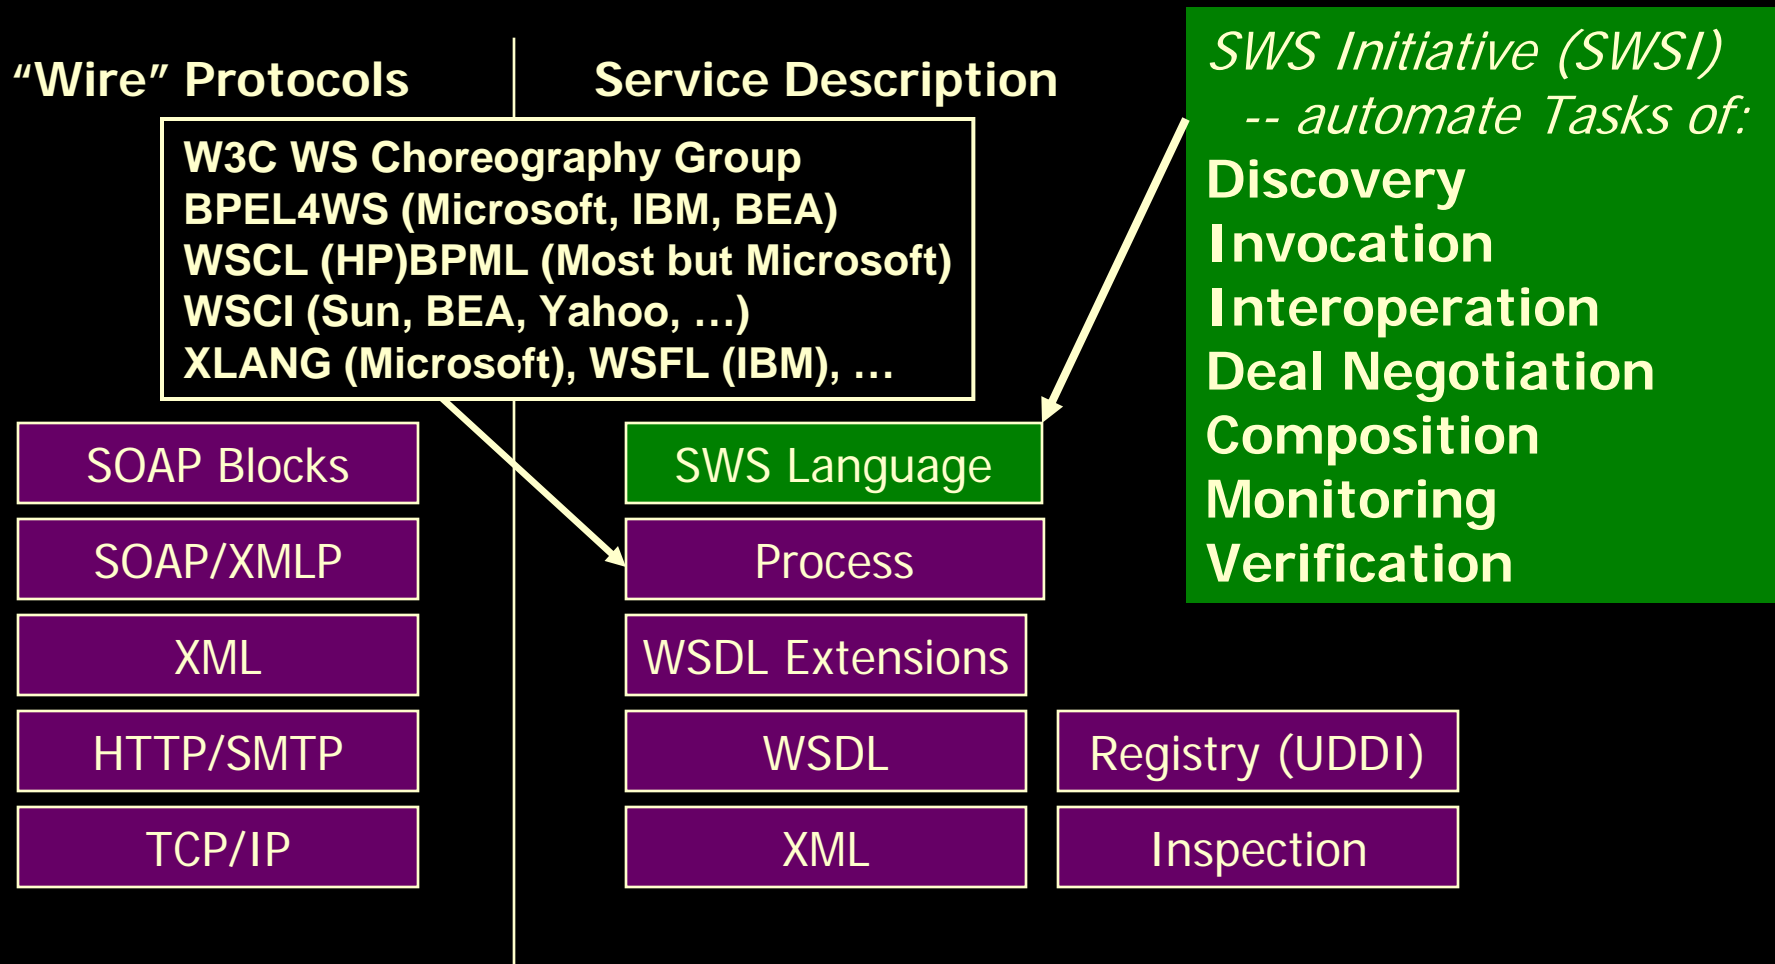 “Wire” Protocols
Service Description
W3C WS Choreography Group
BPEL4WS (Microsoft, IBM, BEA)
WSCL (HP)BPML (Most but Microsoft)
WSCI (Sun, BEA, Yahoo, …)
XLANG (Microsoft), WSFL (IBM), …
SWS Initiative (SWSI)
-- automate Tasks of:
Discovery
Invocation
Interoperation
Deal Negotiation
Composition
Monitoring
Verification
SOAP Blocks
SOAP/XMLP
XML
HTTP/SMTP
TCP/IP
SWS Language
Process
WSDL Extensions
WSDL
XML
Registry (UDDI)
Inspection